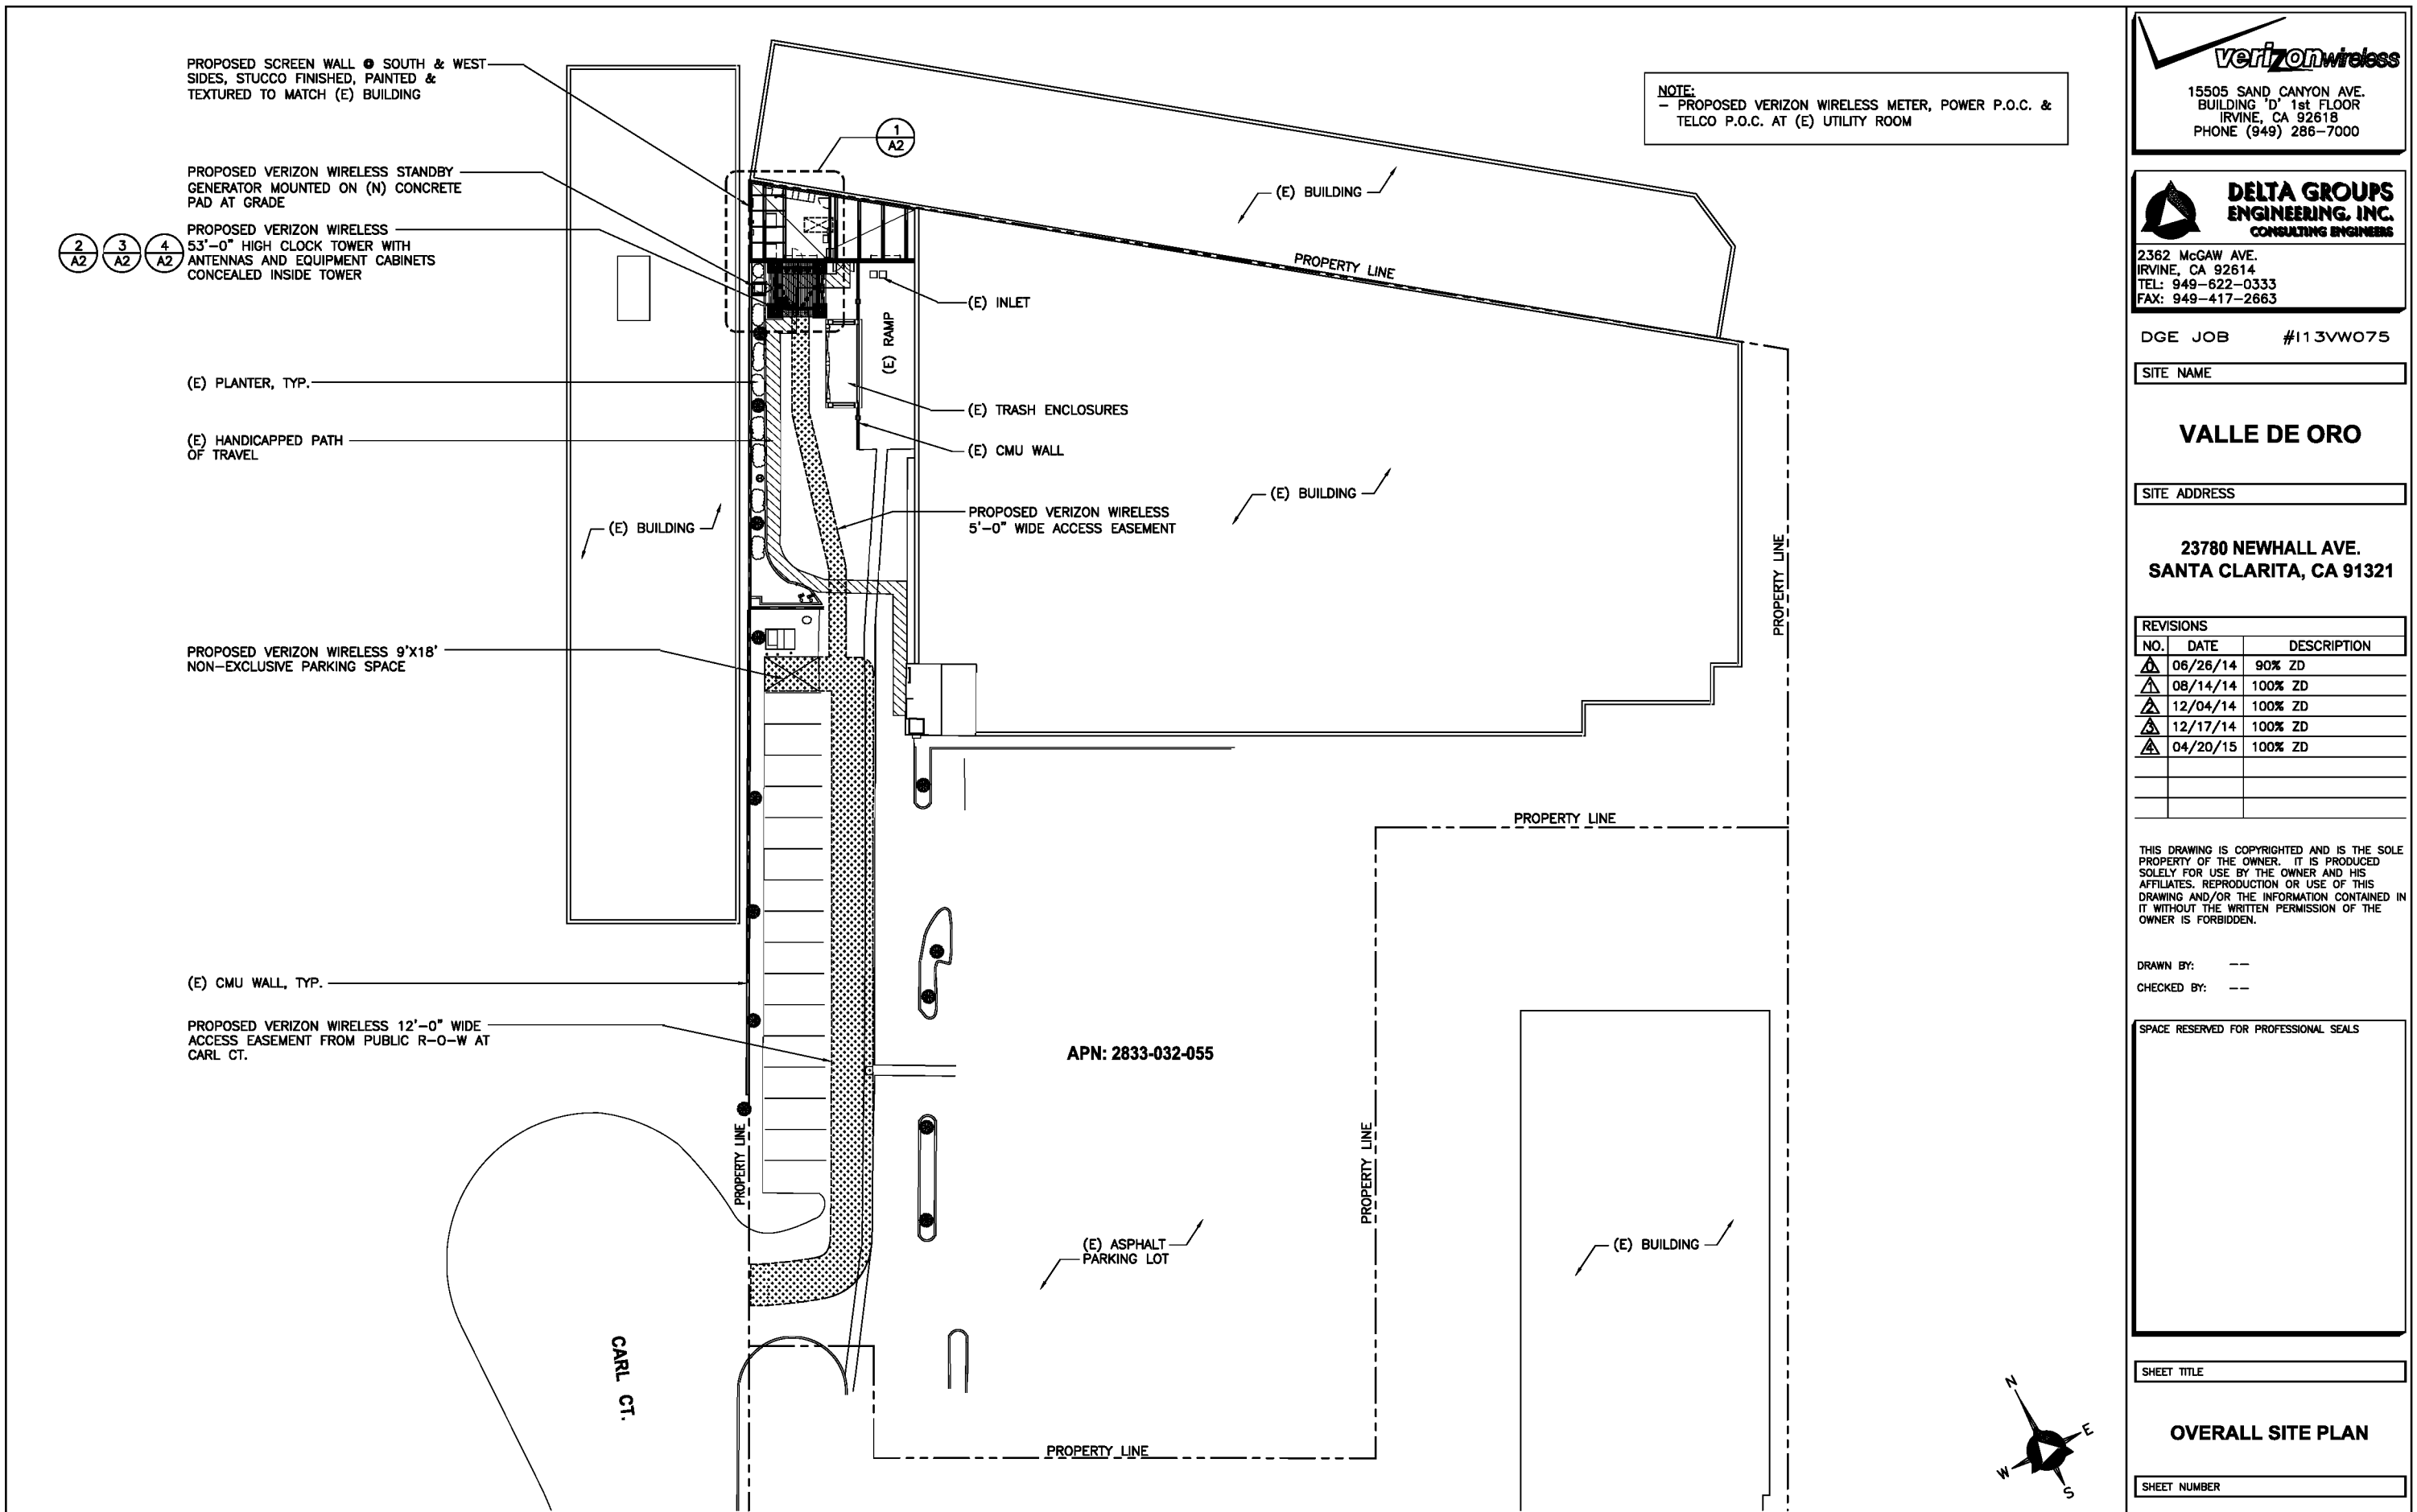 PROPOSED SCREEN WALL @ SOUTH & WEST
SIDES, STUCCO FINISHED, PAINTED &
TEXTURED TO MATCH (E) BUILDING
1
A2
PROPOSED VERIZON WIRELESS STANDBY
GENERATOR MOUNTED ON (N) CONCRETE
PAD AT GRADE
2
A2
3
A2
4
A2
PROPOSED VERIZON WIRELESS
53'-0" HIGH CLOCK TOWER WITH
ANTENNAS AND EQUIPMENT CABINETS
CONCEALED INSIDE TOWER
(E) PLANTER, TYP.
(E) HANDICAPPED PATH
OF TRAVEL
(E) BUILDING
PROPOSED VERIZON WIRELESS 9'X18'
NON-EXCLUSIVE PARKING SPACE
(E) CMU WALL, TYP.
PROPOSED VERIZON WIRELESS 12'-0" WIDE
ACCESS EASEMENT FROM PUBLIC R-O-W AT
CARL CT.
PROPERTY LINE
CARL CT.
NOTE:
- PROPOSED VERIZON WIRELESS METER, POWER P.O.C. &
TELCO P.O.C. AT (E) UTILITY ROOM
(E) BUILDING
PROPERTY LINE
(E) INLET
(E) RAMP
(E) TRASH ENCLOSURES
(E) CMU WALL
(E) BUILDING
PROPOSED VERIZON WIRELESS
5'-0" WIDE ACCESS EASEMENT
PROPERTY LINE
PROPERTY LINE
APN: 2833-032-055
PROPERTY LINE
(E) ASPHALT
PARKING LOT
(E) BUILDING
PROPERTY LINE
N
E
W
S
verizonwireless
15505 SAND CANYON AVE.
BUILDING 'D' 1st FLOOR
IRVINE, CA 92618
PHONE (949) 286-7000
DELTA GROUPS
ENGINEERING, INC.
CONSULTING ENGINEERS
2362 McGAW AVE.
IRVINE, CA 92614
TEL: 949-622-0333
FAX: 949-417-2663
DGE JOB #I13VW075
SITE NAME
VALLE DE ORO
SITE ADDRESS
23780 NEWHALL AVE.
SANTA CLARITA, CA 91321
REVISIONS
NO. DATE DESCRIPTION
0 06/26/14 90% ZD
1 08/14/14 100% ZD
2 12/04/14 100% ZD
3 12/17/14 100% ZD
4 04/20/15 100% ZD
THIS DRAWING IS COPYRIGHTED AND IS THE SOLE
PROPERTY OF THE OWNER. IT IS PRODUCED
SOLELY FOR USE BY THE OWNER AND HIS
AFFILIATES. REPRODUCTION OR USE OF THIS
DRAWING AND/OR THE INFORMATION CONTAINED IN
IT WITHOUT THE WRITTEN PERMISSION OF THE
OWNER IS FORBIDDEN.
DRAWN BY: --
CHECKED BY: --
SPACE RESERVED FOR PROFESSIONAL SEALS
SHEET TITLE
OVERALL SITE PLAN
SHEET NUMBER